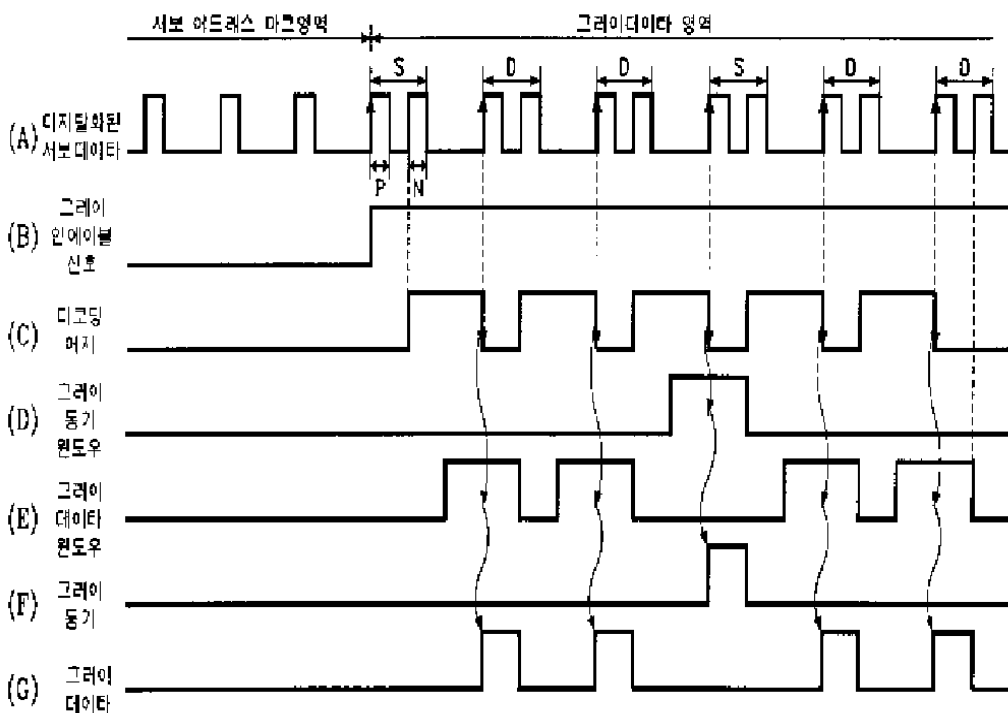 서보 어드레스 마크영역
그레이데이타 영역
S D D S D D
(A) 디지탈화된
서보데이타
P N
(B) 그레이
인에이블
신호
(C) 디코딩
에지
(D) 그레이
동기
윈도우
(E) 그레이
데이타
윈도우
(F) 그레이
동기
(G) 그레이
데이타